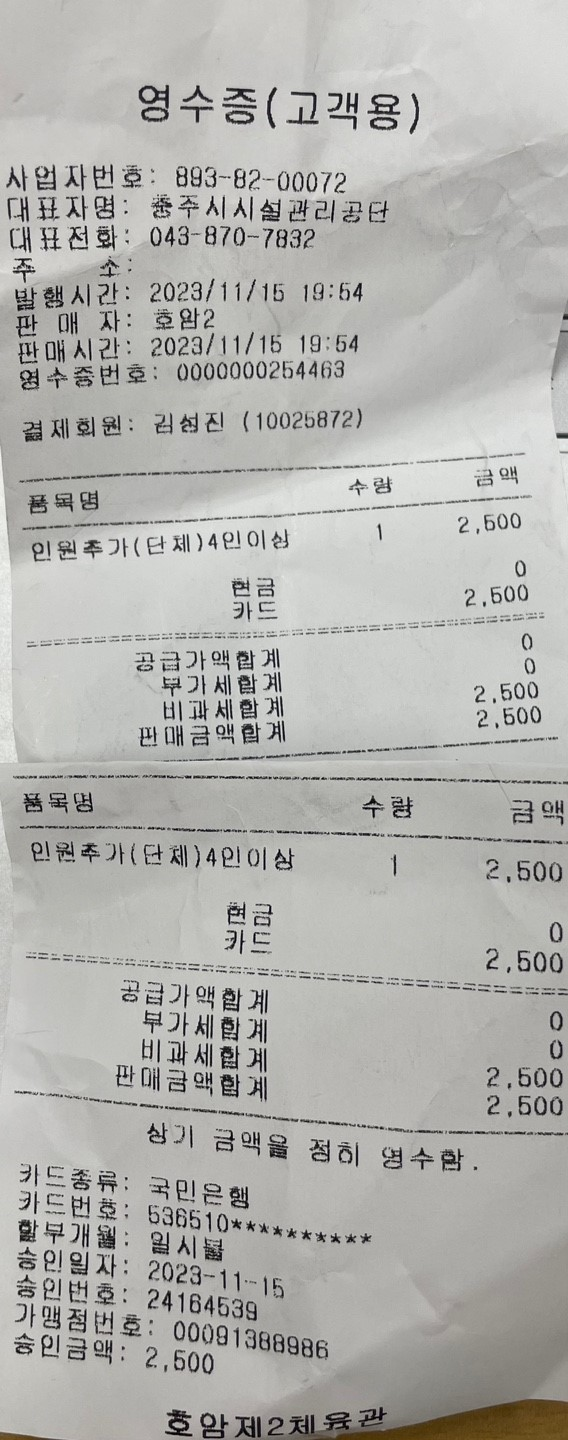 영수증(고객용)
사업자번호: 893-82-00072
대표자명: 충주시시설관리공단
대표전화: 043-870-7832
주 소:
발행시간: 2023/11/15 19:54
판 매 자: 호암2
판매시간: 2023/11/15 19:54
영수증번호: 0000000254463
결제회원: 김성진 (10025872)
품목명 수량 금액
인원추가(단체)4인이상 1 2,500
현금 0
카드 2,500
공급가액합계 0
부가세합계 0
비과세합계 2,500
판매금액합계 2,500
품목명 수량 금액
인원추가(단체)4인이상 1 2,500
현금 0
카드 2,500
공급가액합계 0
부가세합계 0
비과세합계 2,500
판매금액합계 2,500
상기 금액을 정히 영수함.
카드종류: 국민은행
카드번호: 536510**********
할부개월: 일시불
승인일자: 2023-11-15
승인번호: 24164539
가맹점번호: 00091388986
승인금액: 2,500
호암제2체육관